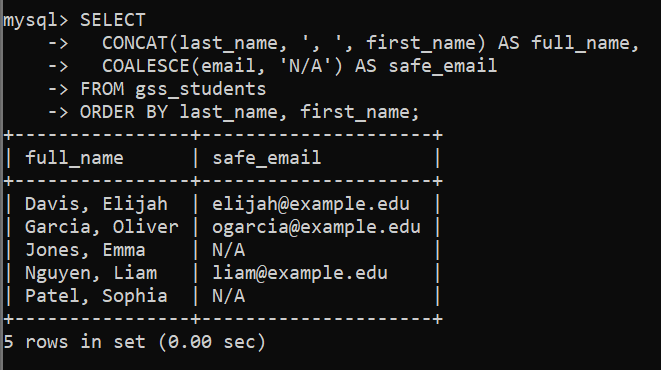 mysql> SELECT
    ->   CONCAT(last_name, ', ', first_name) AS full_name,
    ->   COALESCE(email, 'N/A') AS safe_email
    -> FROM gss_students
    -> ORDER BY last_name, first_name;
+----------------+---------------------+
| full_name      | safe_email          |
+----------------+---------------------+
| Davis, Elijah  | elijah@example.edu  |
| Garcia, Oliver | ogarcia@example.edu |
| Jones, Emma    | N/A                 |
| Nguyen, Liam   | liam@example.edu    |
| Patel, Sophia  | N/A                 |
+----------------+---------------------+
5 rows in set (0.00 sec)